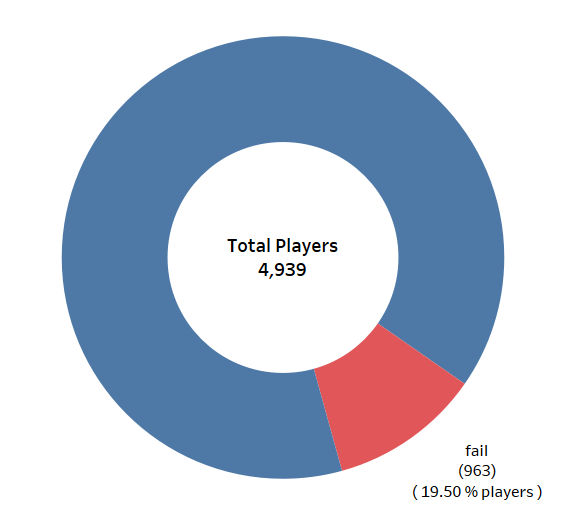 Total Players
4,939
fail
(963)
( 19.50 % players )